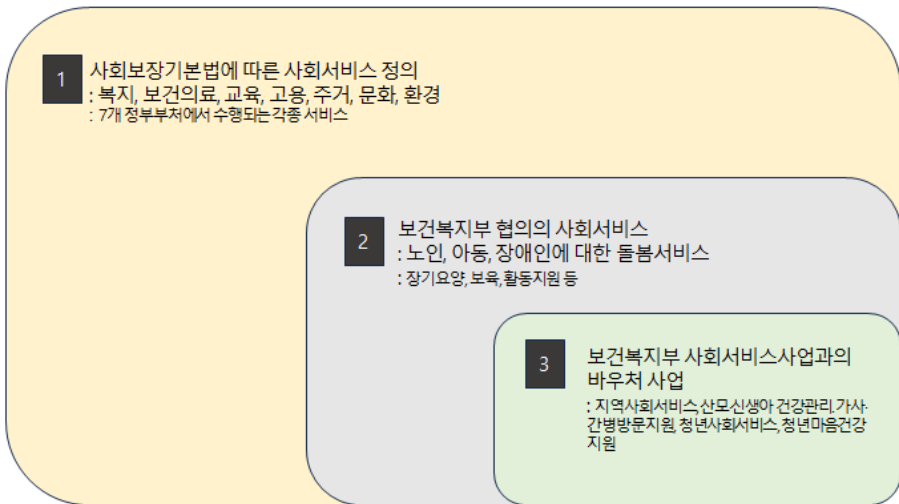 1
사회보장기본법에 따른 사회서비스 정의
: 복지, 보건의료, 교육, 고용, 주거, 문화, 환경
: 7개 정부부처에서 수행되는 각종 서비스
2
보건복지부 협의의 사회서비스
: 노인, 아동, 장애인에 대한 돌봄서비스
: 장기요양, 보육, 활동지원 등
3
보건복지부 사회서비스사업과의
바우처 사업
: 지역사회서비스, 산모신생아 건강관리, 가사·
간병방문지원, 청년사회서비스, 청년마음건강
지원